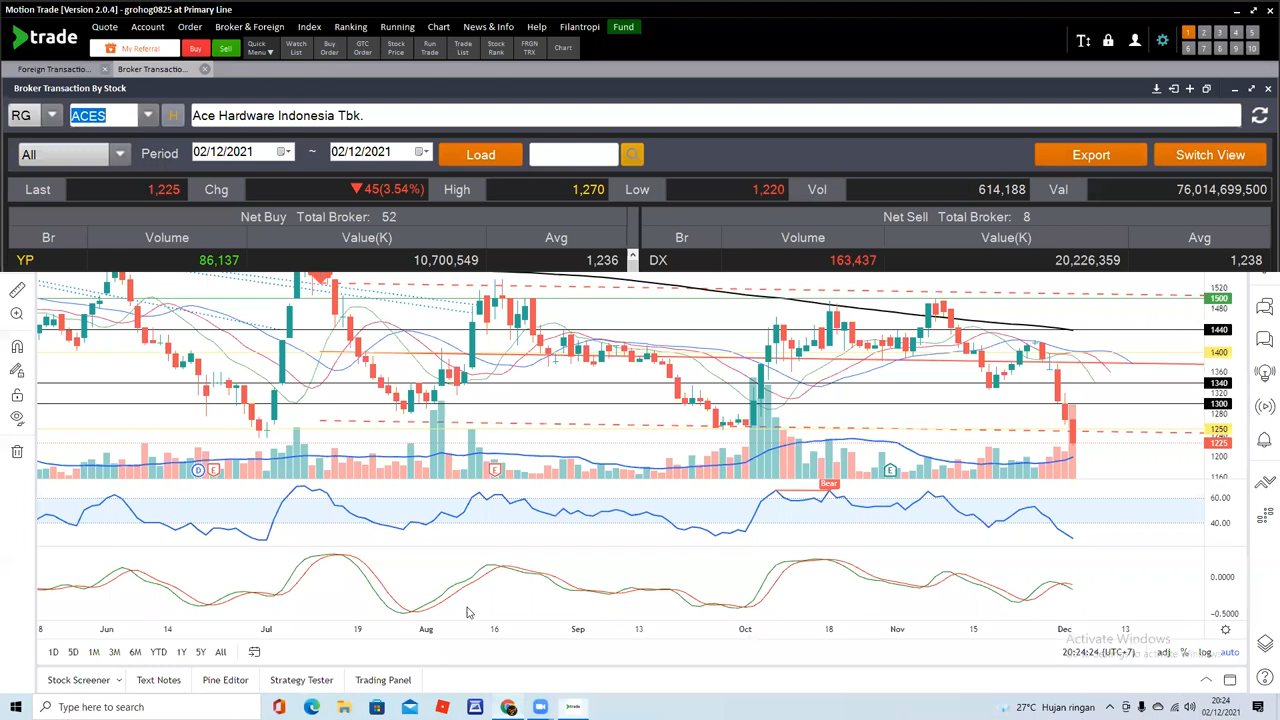 Motion Trade [Version 2.0.4] - grohog0825 at Primary Line
trade
Quote Account Order Broker & Foreign Index Ranking Running Chart News & Info Help Filantropi Fund
My Referral Buy Sell Quick Menu Watch List Buy Order GTC Order Stock Price Run Trade Trade List Stock Rank FRGN TRX Chart
1 2 3 4 5
6 7 8 9 10
Foreign Transactio... Broker Transactio...
Broker Transaction By Stock
RG ACES H Ace Hardware Indonesia Tbk.
All Period 02/12/2021 ~ 02/12/2021 Load Export Switch View
Last 1,225 Chg 45(3.54%) High 1,270 Low 1,220 Vol 614,188 Val 76,014,699,500
Net Buy Total Broker: 52 Net Sell Total Broker: 8
Br Volume Value(K) Avg Br Volume Value(K) Avg
YP 86,137 10,700,549 1,236 DX 163,437 20,226,359 1,238
1520
1500
1480
1440
1400
1360
1340
1300
1280
1250
1225
1200
1160
D E E E
Bear
60.00
40.00
0.0000
-0.5000
8 Jun 14 Jul 19 Aug 16 Sep 13 Oct 18 Nov 15 Dec 13
Activate Windows
1D 5D 1M 3M 6M YTD 1Y 5Y All 20:24:24 (UTC+7) adj % log auto
Stock Screener Text Notes Pine Editor Strategy Tester Trading Panel
Type here to search 27°C Hujan ringan 20:24
02/12/2021